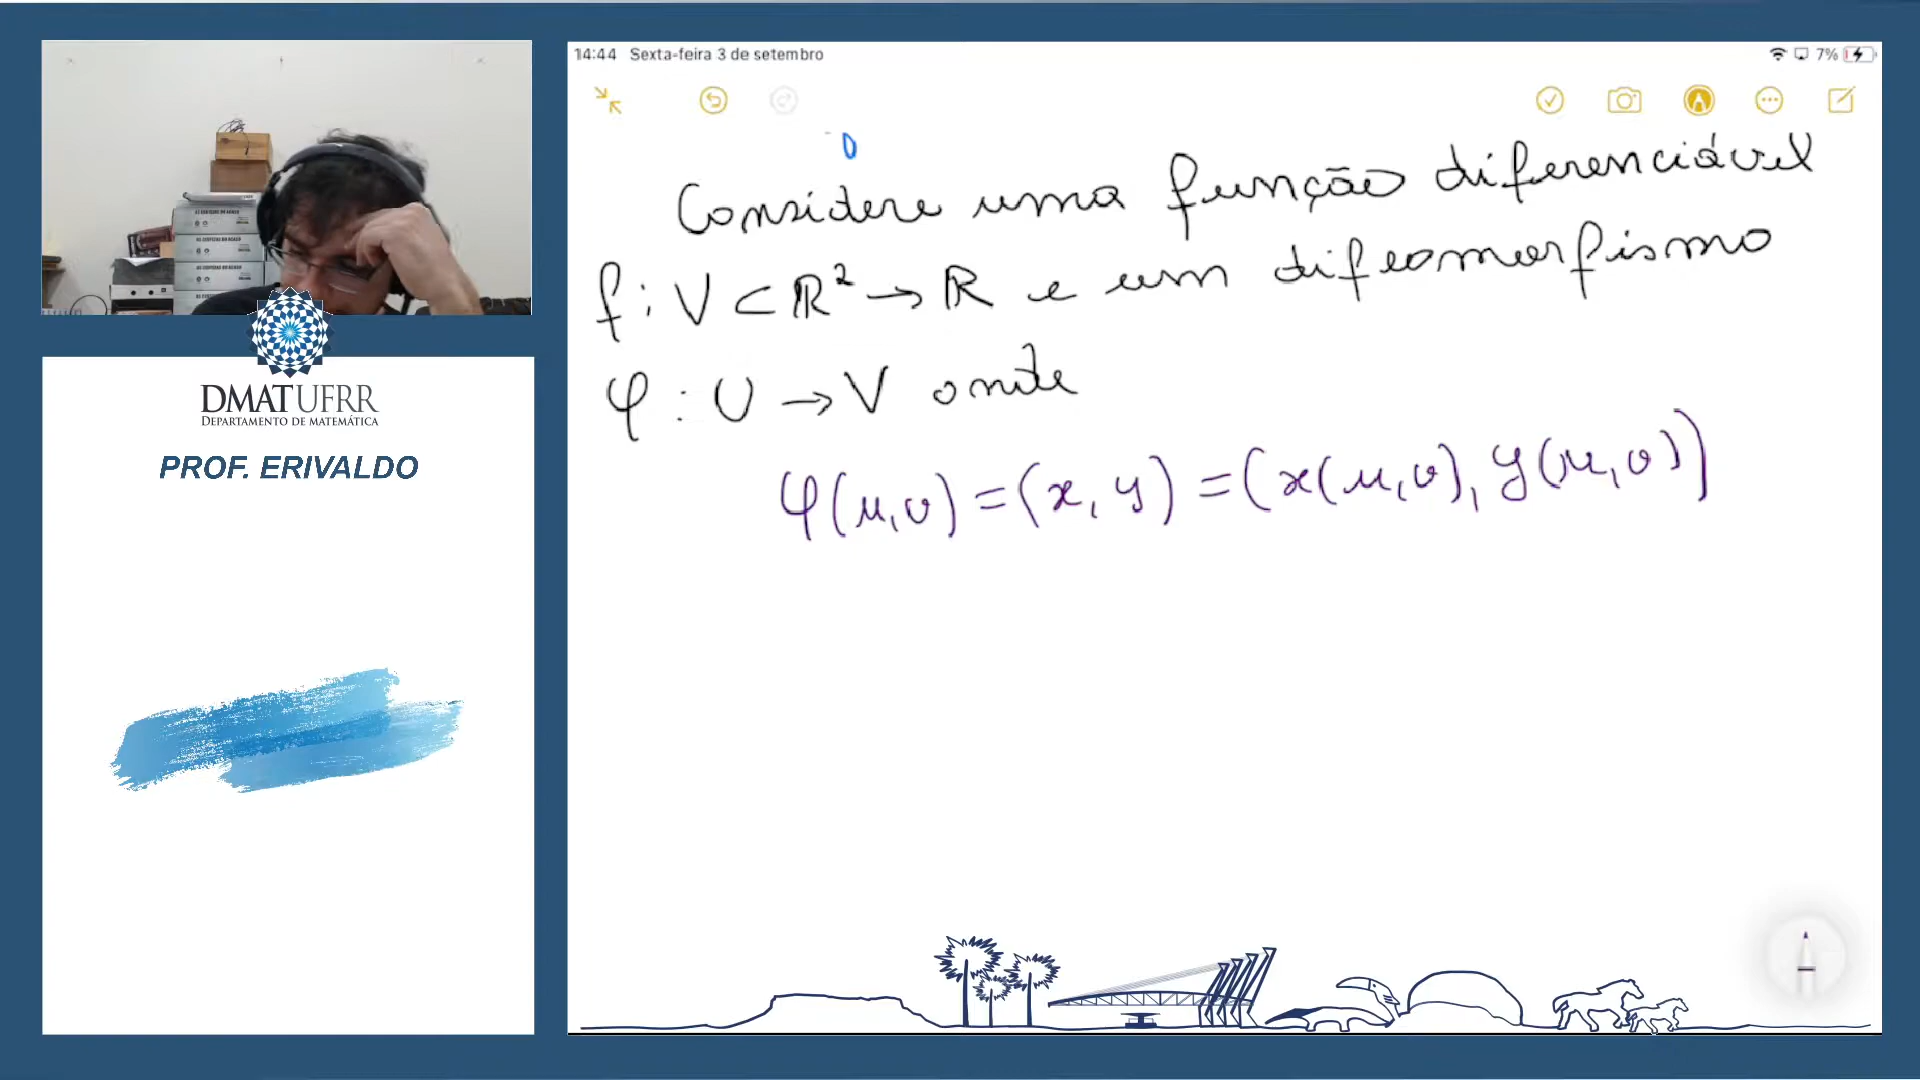 14:44 Sexta-feira 3 de setembro
7%
0
Considere uma função diferenciável
f : V ⊂ ℝ² → ℝ e um difeomorfismo
φ : U → V onde
φ(u,v) = (x, y) = (x(u,v), y(u,v))
DMATUFRR
DEPARTAMENTO DE MATEMÁTICA
PROF. ERIVALDO